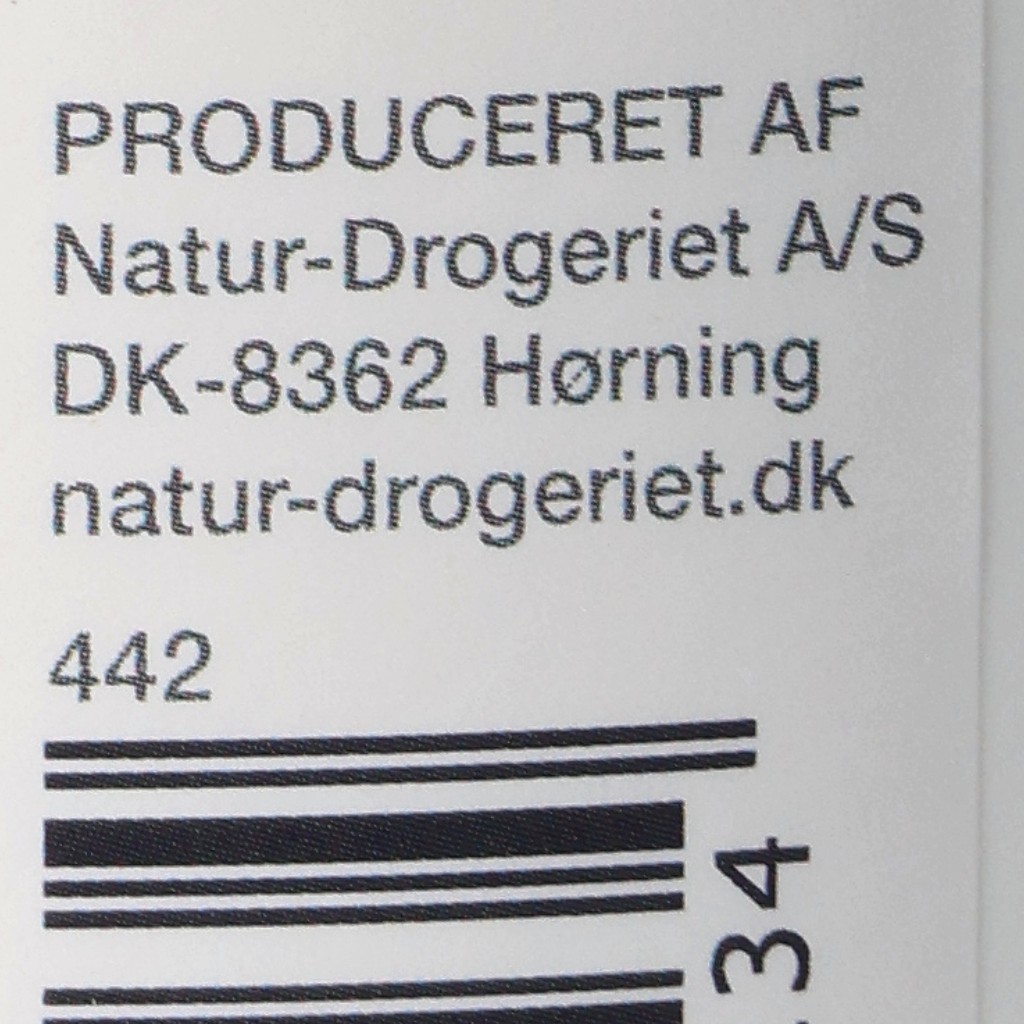 PRODUCERET AF
Natur-Drogeriet A/S
DK-8362 Hørning
natur-drogeriet.dk
442
34